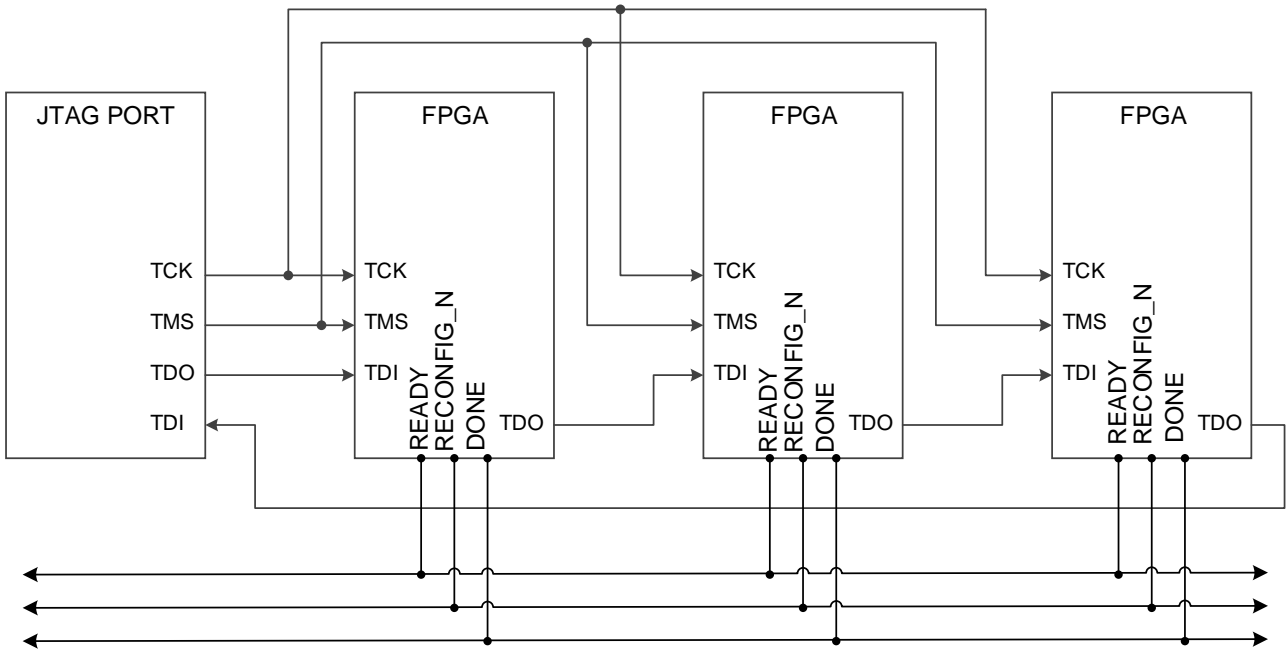 JTAG PORT
TCK
TMS
TDO
TDI
FPGA
TCK
TMS
TDI
READY
RECONFIG_N
DONE
TDO
FPGA
TCK
TMS
TDI
READY
RECONFIG_N
DONE
TDO
FPGA
TCK
TMS
TDI
READY
RECONFIG_N
DONE
TDO